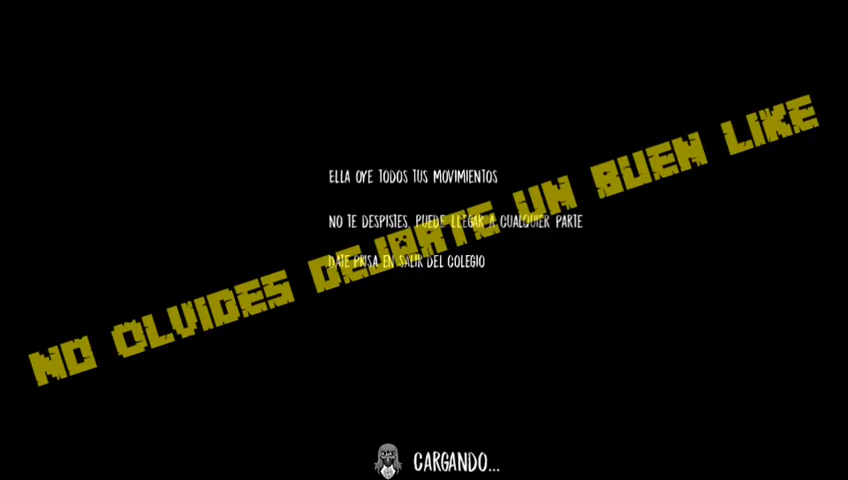 ELLA OYE TODOS TUS MOVIMIENTOS
NO TE DESPISTES, PUEDE LLEGAR A CUALQUIER PARTE
DATE PRISA EN SALIR DEL COLEGIO
NO OLVIDES DEJARTE UN BUEN LIKE
CARGANDO...